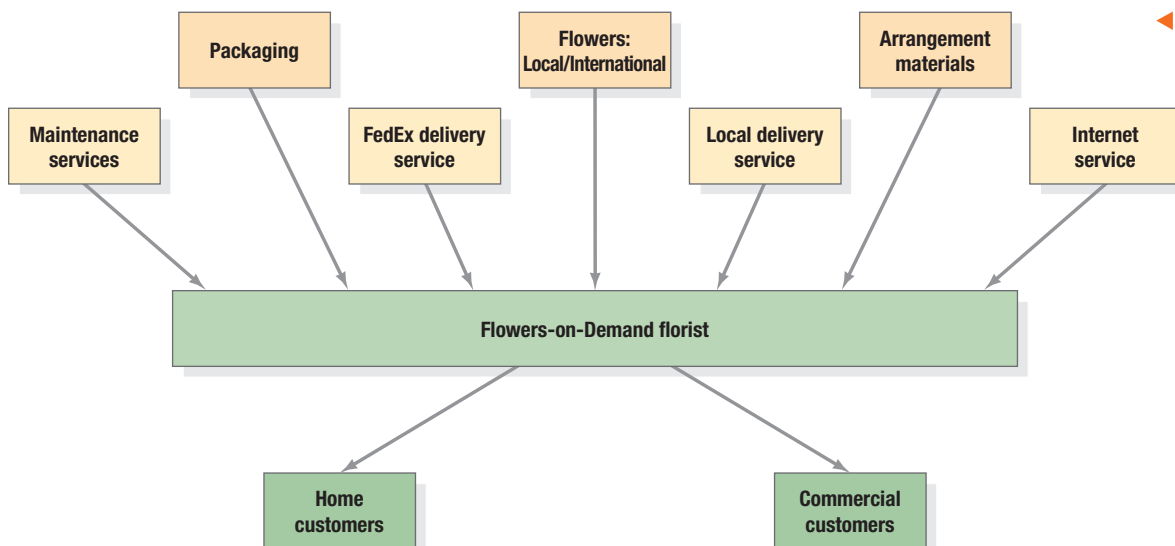 Packaging
Flowers:
Local/International
Arrangement
materials
Maintenance
services
FedEx delivery
service
Local delivery
service
Internet
service
Flowers-on-Demand florist
Home
customers
Commercial
customers